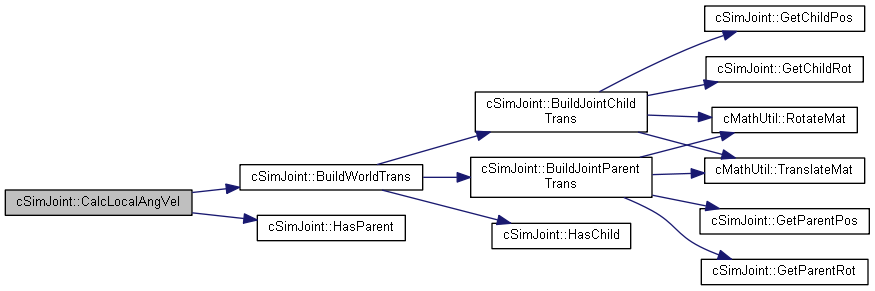 cSimJoint::CalcLocalAngVel
cSimJoint::BuildWorldTrans
cSimJoint::HasParent
cSimJoint::BuildJointChild
Trans
cSimJoint::BuildJointParent
Trans
cSimJoint::HasChild
cSimJoint::GetChildPos
cSimJoint::GetChildRot
cMathUtil::RotateMat
cMathUtil::TranslateMat
cSimJoint::GetParentPos
cSimJoint::GetParentRot